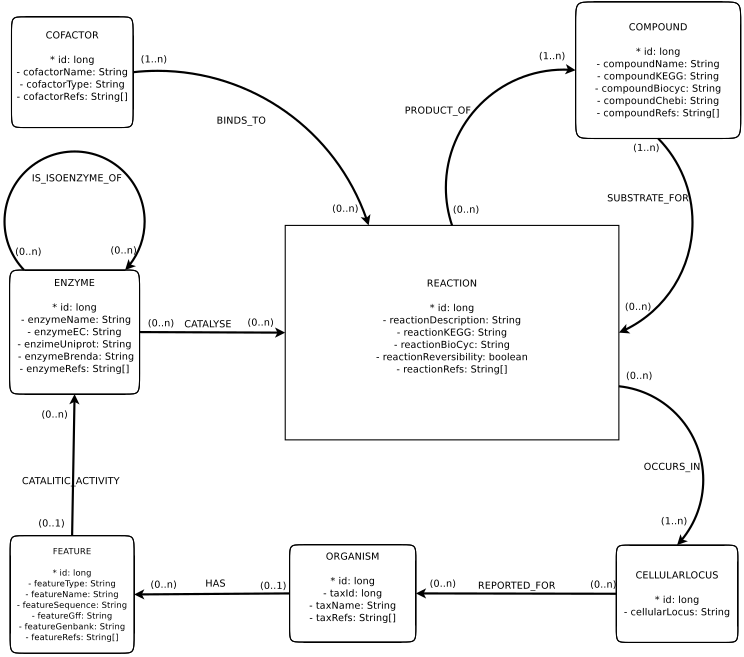 COFACTOR
* id: long
- cofactorName: String
- cofactorType: String
- cofactorRefs: String[]
(1..n)
BINDS_TO
(0..n)
COMPOUND
* id: long
- compoundName: String
- compoundKEGG: String
- compoundBiocyc: String
- compoundChebi: String
- compoundRefs: String[]
(1..n)
PRODUCT_OF
(0..n)
(1..n)
SUBSTRATE_FOR
(0..n)
IS_ISOENZYME_OF
(0..n)
(0..n)
ENZYME
* id: long
- enzymeName: String
- enzymeEC: String
- enzimeUniprot: String
- enzymeBrenda: String
- enzymeRefs: String[]
(0..n)
CATALYSE
(0..n)
REACTION
* id: long
- reactionDescription: String
- reactionKEGG: String
- reactionBioCyc: String
- reactionReversibility: boolean
- reactionRefs: String[]
(0..n)
OCCURS_IN
(1..n)
(0..n)
CATALITIC_ACTIVITY
(0..1)
FEATURE
* id: long
- featureType: String
- featureName: String
- featureSequence: String
- featureGff: String
- featureGenbank: String
- featureRefs: String[]
(0..n)
HAS
(0..1)
ORGANISM
* id: long
- taxId: long
- taxName: String
- taxRefs: String[]
(0..n)
REPORTED_FOR
(0..n)
CELLULARLOCUS
* id: long
- cellularLocus: String